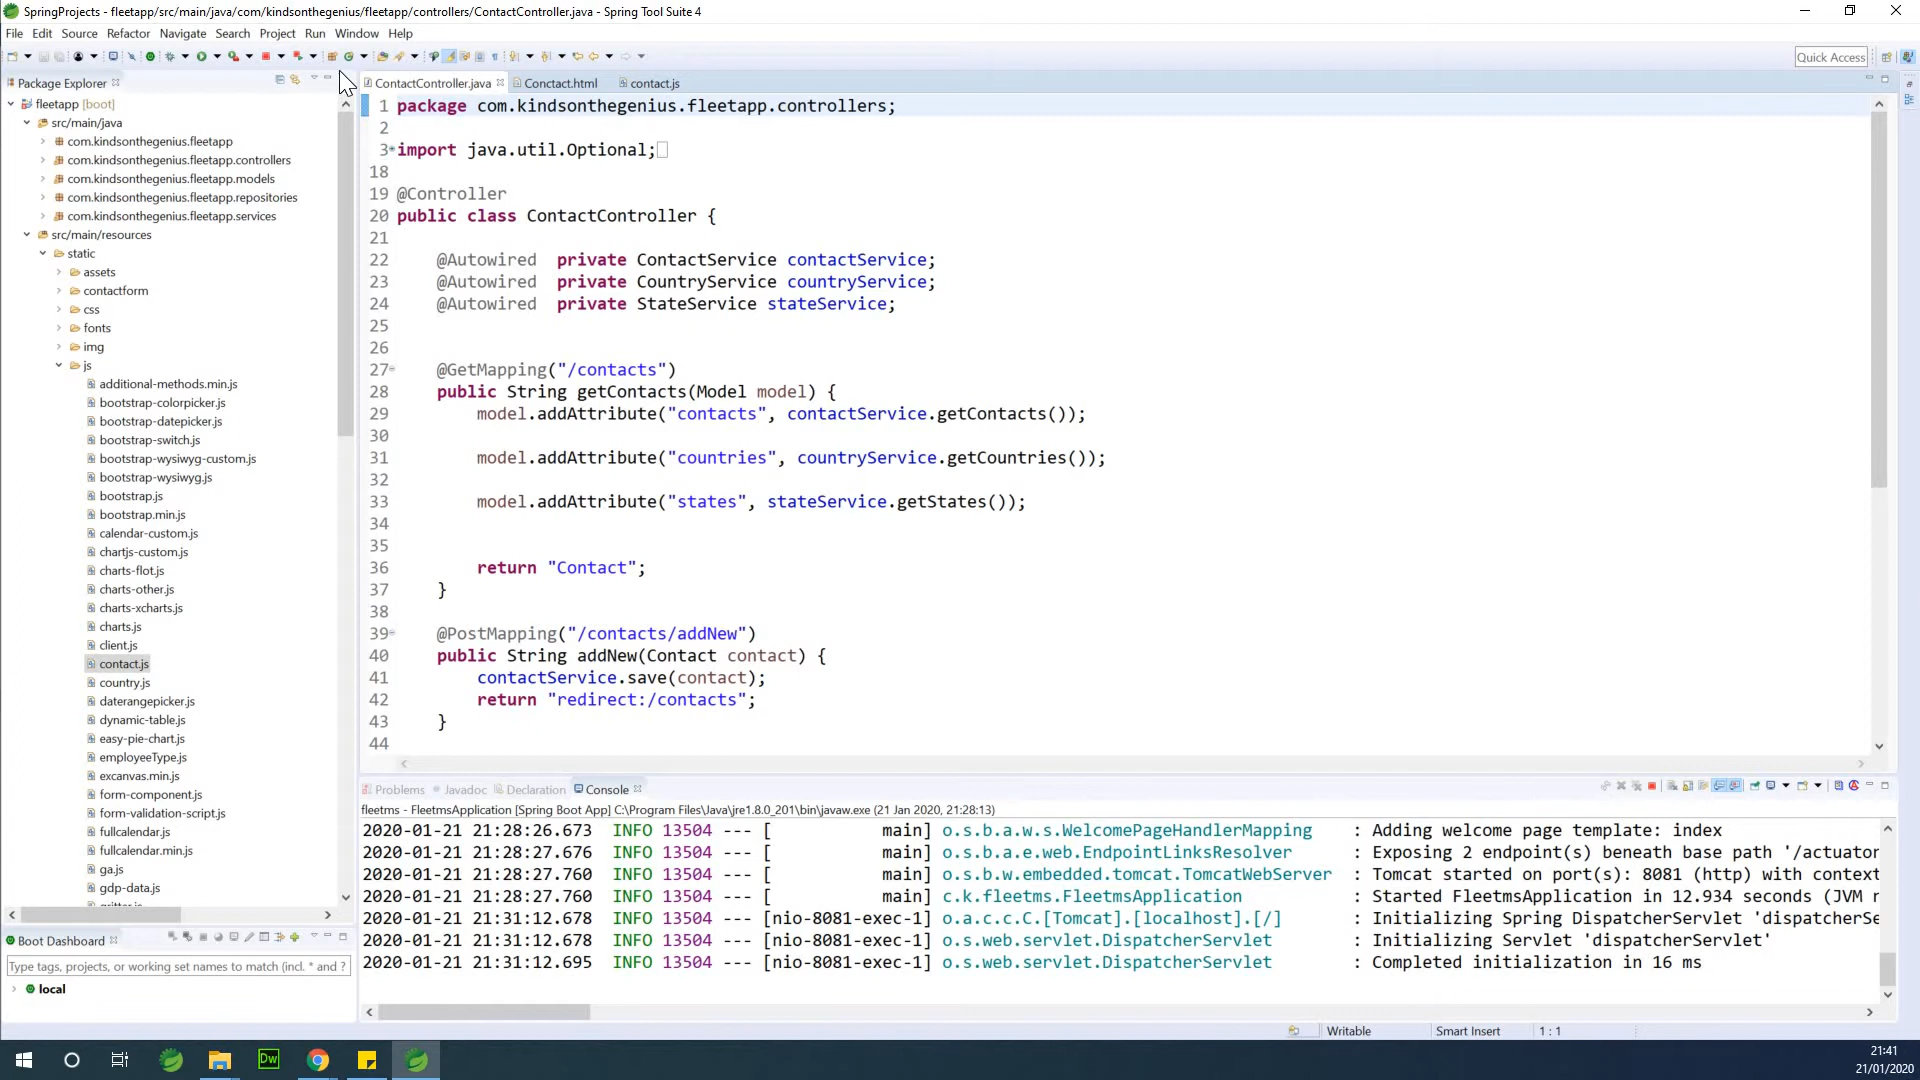 SpringProjects - fleetapp/src/main/java/com/kindsonthegenius/fleetapp/controllers/ContactController.java - Spring Tool Suite 4
File Edit Source Refactor Navigate Search Project Run Window Help
Quick Access
Package Explorer
ContactController.java
Conctact.html
contact.js
fleetapp [boot]
src/main/java
com.kindsonthegenius.fleetapp
com.kindsonthegenius.fleetapp.controllers
com.kindsonthegenius.fleetapp.models
com.kindsonthegenius.fleetapp.repositories
com.kindsonthegenius.fleetapp.services
src/main/resources
static
assets
contactform
css
fonts
img
js
additional-methods.min.js
bootstrap-colorpicker.js
bootstrap-datepicker.js
bootstrap-switch.js
bootstrap-wysiwyg-custom.js
bootstrap-wysiwyg.js
bootstrap.js
bootstrap.min.js
calendar-custom.js
chartjs-custom.js
charts-flot.js
charts-other.js
charts-xcharts.js
charts.js
client.js
contact.js
country.js
daterangepicker.js
dynamic-table.js
easy-pie-chart.js
employeeType.js
excanvas.min.js
form-component.js
form-validation-script.js
fullcalendar.js
fullcalendar.min.js
ga.js
gdp-data.js
1 package com.kindsonthegenius.fleetapp.controllers;
2
3 import java.util.Optional;
18
19 @Controller
20 public class ContactController {
21
22 @Autowired private ContactService contactService;
23 @Autowired private CountryService countryService;
24 @Autowired private StateService stateService;
25
26
27 @GetMapping("/contacts")
28 public String getContacts(Model model) {
29 model.addAttribute("contacts", contactService.getContacts());
30
31 model.addAttribute("countries", countryService.getCountries());
32
33 model.addAttribute("states", stateService.getStates());
34
35
36 return "Contact";
37 }
38
39 @PostMapping("/contacts/addNew")
40 public String addNew(Contact contact) {
41 contactService.save(contact);
42 return "redirect:/contacts";
43 }
44
Problems Javadoc Declaration Console
fleetms - FleetmsApplication [Spring Boot App] C:\Program Files\Java\jre1.8.0_201\bin\javaw.exe (21 Jan 2020, 21:28:13)
2020-01-21 21:28:26.673 INFO 13504 --- [ main] o.s.b.a.w.s.WelcomePageHandlerMapping : Adding welcome page template: index
2020-01-21 21:28:27.676 INFO 13504 --- [ main] o.s.b.a.e.web.EndpointLinksResolver : Exposing 2 endpoint(s) beneath base path '/actuator
2020-01-21 21:28:27.760 INFO 13504 --- [ main] o.s.b.w.embedded.tomcat.TomcatWebServer : Tomcat started on port(s): 8081 (http) with context
2020-01-21 21:28:27.760 INFO 13504 --- [ main] c.k.fleetms.FleetmsApplication : Started FleetmsApplication in 12.934 seconds (JVM r
2020-01-21 21:31:12.678 INFO 13504 --- [nio-8081-exec-1] o.a.c.c.C.[Tomcat].[localhost].[/] : Initializing Spring DispatcherServlet 'dispatcherSe
2020-01-21 21:31:12.678 INFO 13504 --- [nio-8081-exec-1] o.s.web.servlet.DispatcherServlet : Initializing Servlet 'dispatcherServlet'
2020-01-21 21:31:12.695 INFO 13504 --- [nio-8081-exec-1] o.s.web.servlet.DispatcherServlet : Completed initialization in 16 ms
Boot Dashboard
Type tags, projects, or working set names to match (incl. * and ?
local
Writable Smart Insert 1 : 1
Dw
21:41
21/01/2020